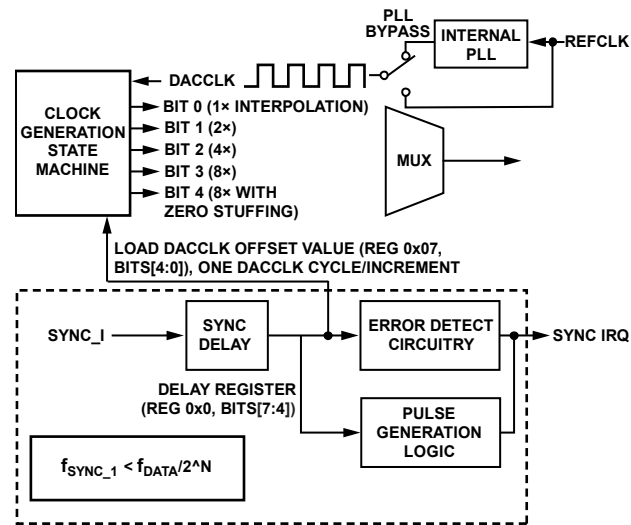 PLL
BYPASS
INTERNAL
PLL
REFCLK
DACCLK
CLOCK
GENERATION
STATE
MACHINE
BIT 0 (1× INTERPOLATION)
BIT 1 (2×)
BIT 2 (4×)
BIT 3 (8×)
BIT 4 (8× WITH
ZERO STUFFING)
MUX
LOAD DACCLK OFFSET VALUE (REG 0x07,
BITS[4:0]), ONE DACCLK CYCLE/INCREMENT
SYNC_I
SYNC
DELAY
ERROR DETECT
CIRCUITRY
SYNC IRQ
DELAY REGISTER
(REG 0x0, BITS[7:4])
PULSE
GENERATION
LOGIC
fSYNC_1 < fDATA/2^N